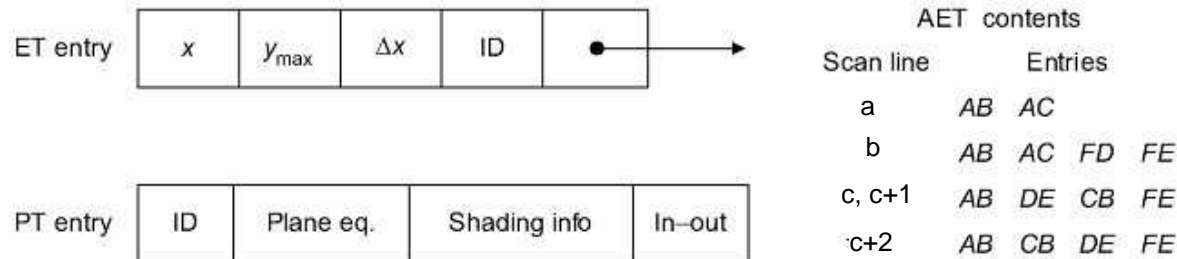 AET contents
ET entry x ymax Δx ID
Scan line Entries
a AB AC
b AB AC FD FE
PT entry ID Plane eq. Shading info In–out
c, c+1 AB DE CB FE
c+2 AB CB DE FE